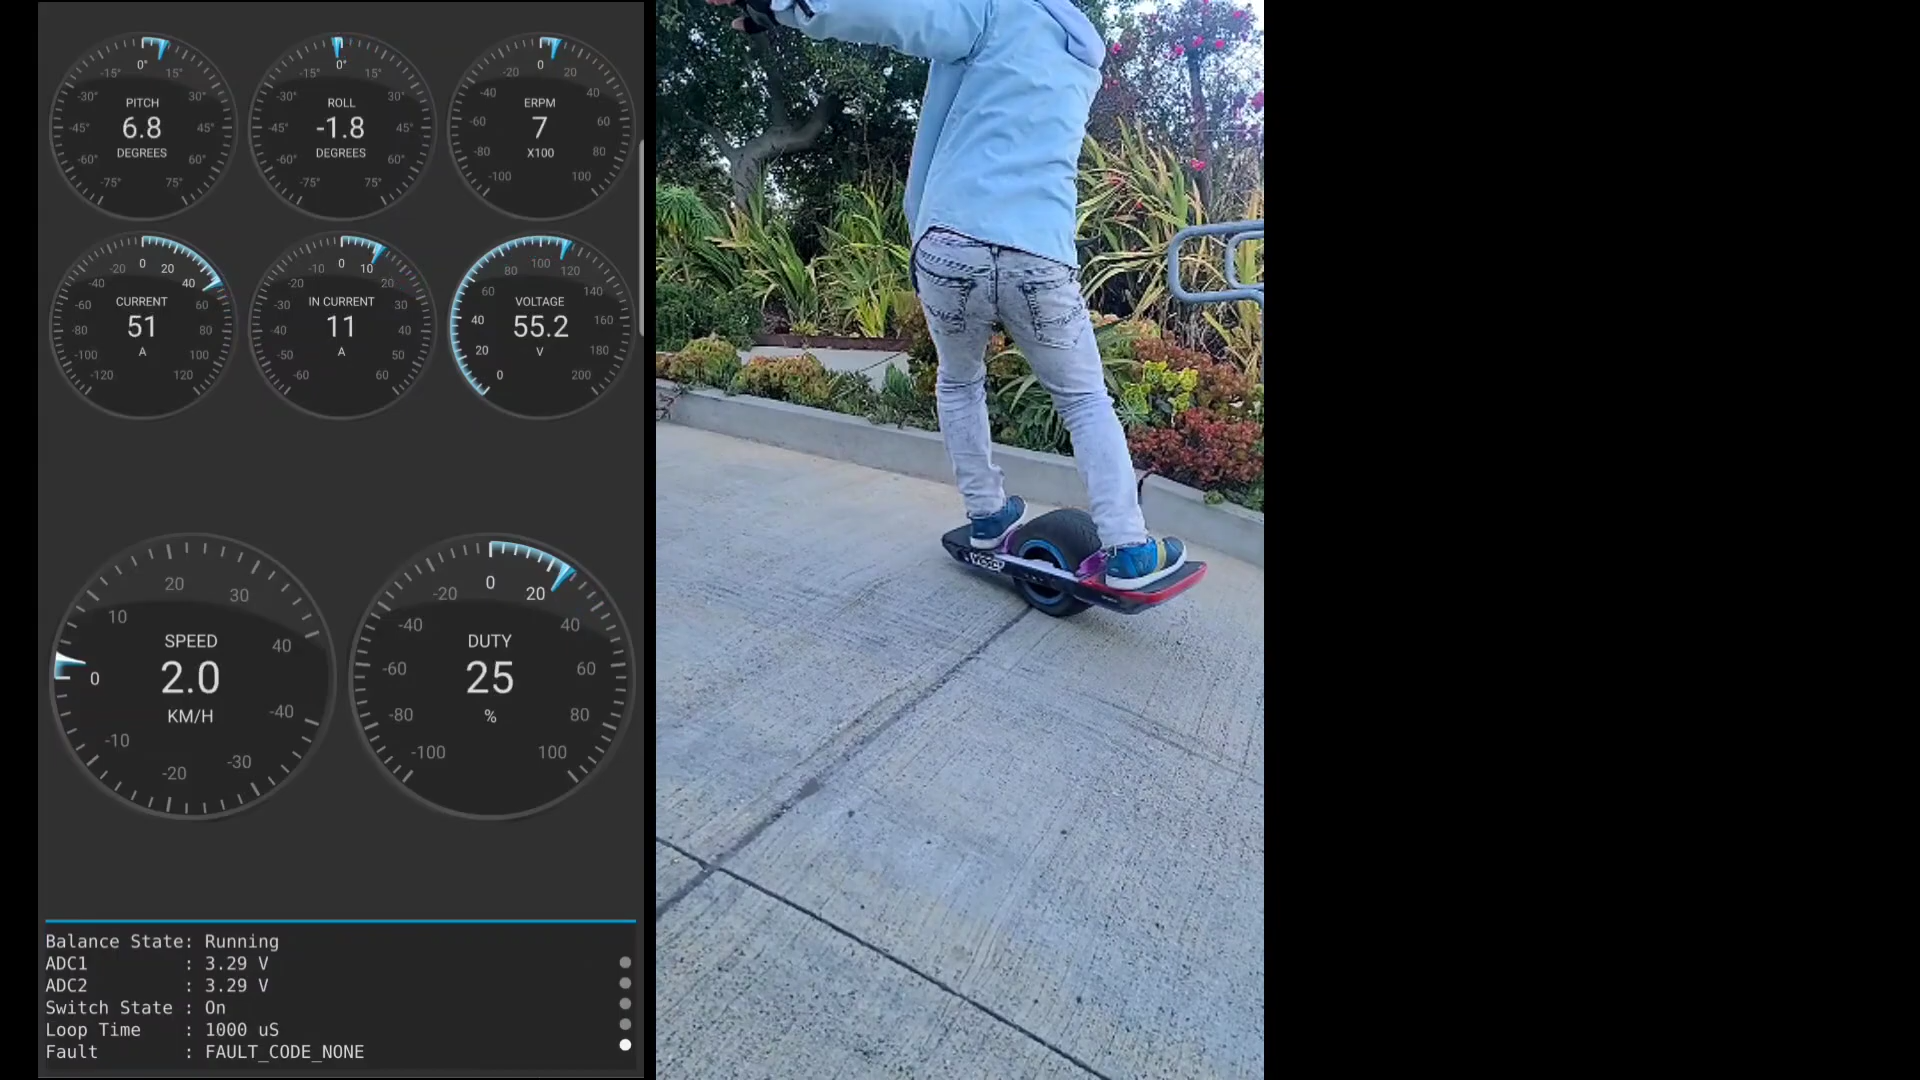 0°
-15° 15°
-30° 30°
-45° 45°
-60° 60°
-75° 75°
PITCH
6.8
DEGREES
0°
-15° 15°
-30° 30°
-45° 45°
-60° 60°
-75° 75°
ROLL
-1.8
DEGREES
0
-20 20
-40 40
-60 60
-80 80
-100 100
ERPM
7
X100
0
-20 20
-40 40
-60 60
-80 80
-100 100
-120 120
CURRENT
51
A
0
-10 10
-20 20
-30 30
-40 40
-50 50
-60 60
IN CURRENT
11
A
80 100 120
60 140
40 160
20 180
0 200
VOLTAGE
55.2
V
20
10 30
40
0
-40
-10 -30
-20
SPEED
2.0
KM/H
0
-20 20
-40 40
-60 60
-80 80
-100 100
DUTY
25
%
Balance State: Running
ADC1 : 3.29 V
ADC2 : 3.29 V
Switch State : On
Loop Time : 1000 uS
Fault : FAULT_CODE_NONE